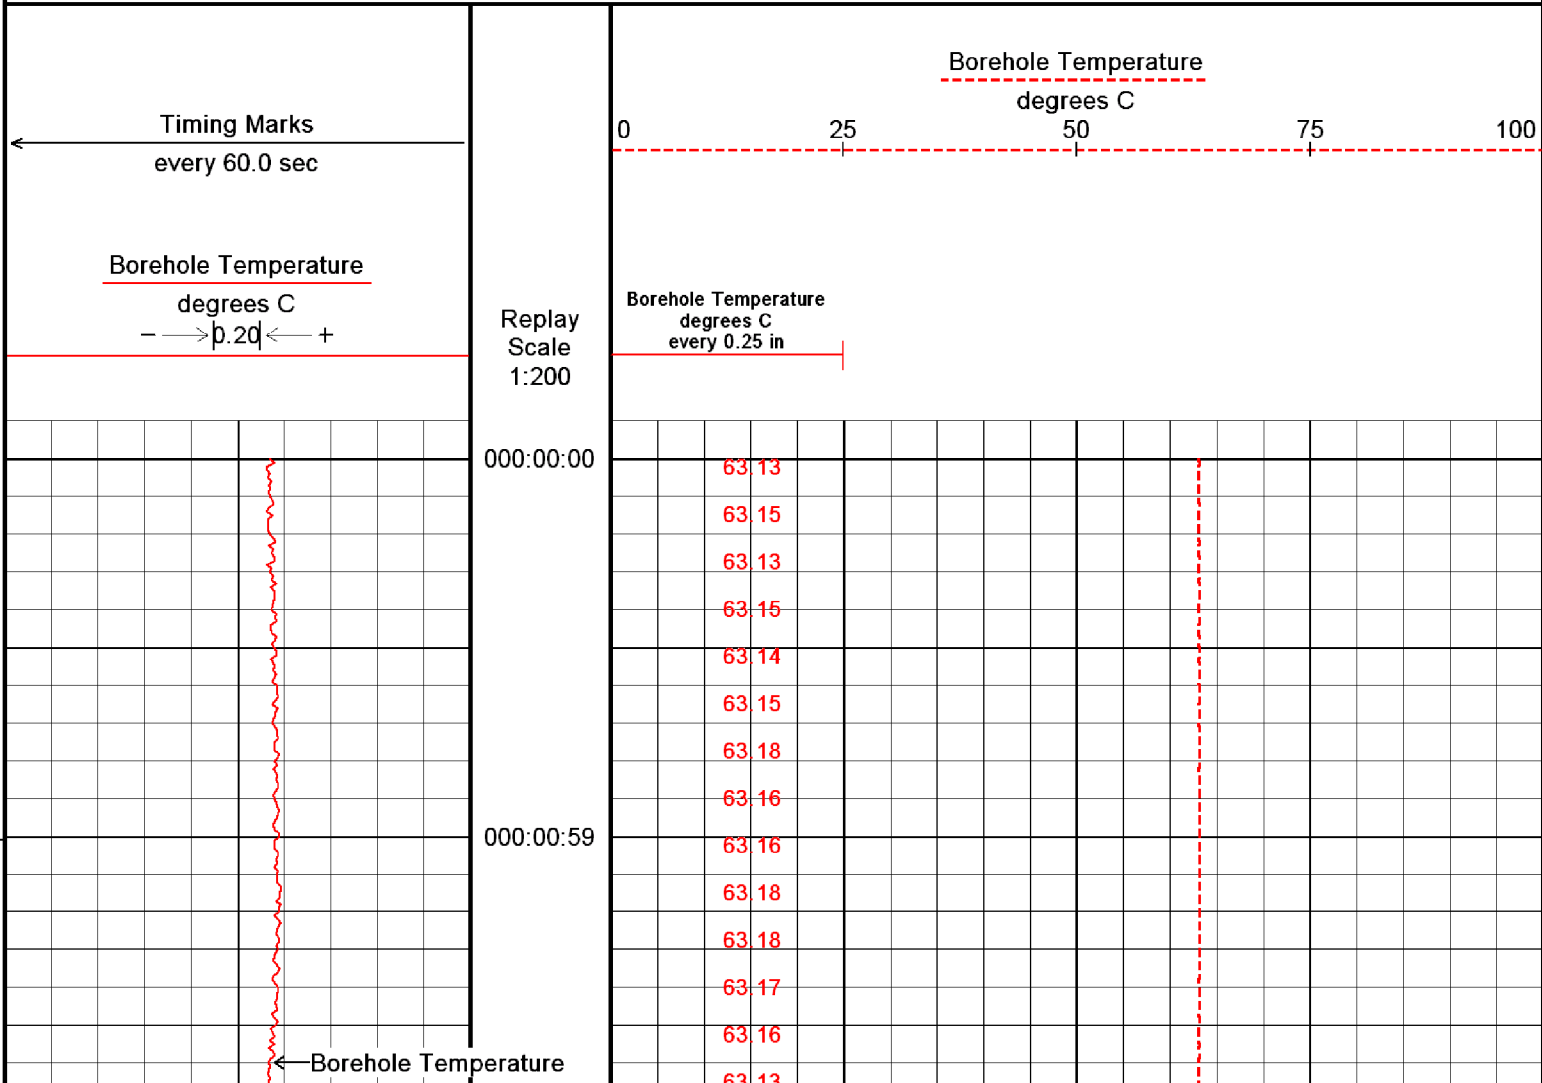 Timing Marks
every 60.0 sec
Borehole Temperature
degrees C
− 0.20 +
Replay
Scale
1:200
Borehole Temperature
degrees C
0 25 50 75 100
Borehole Temperature
degrees C
every 0.25 in
000:00:00
63.13
63.15
63.13
63.15
63.14
63.15
63.18
63.16
000:00:59
63.16
63.18
63.18
63.17
63.16
63.13
Borehole Temperature